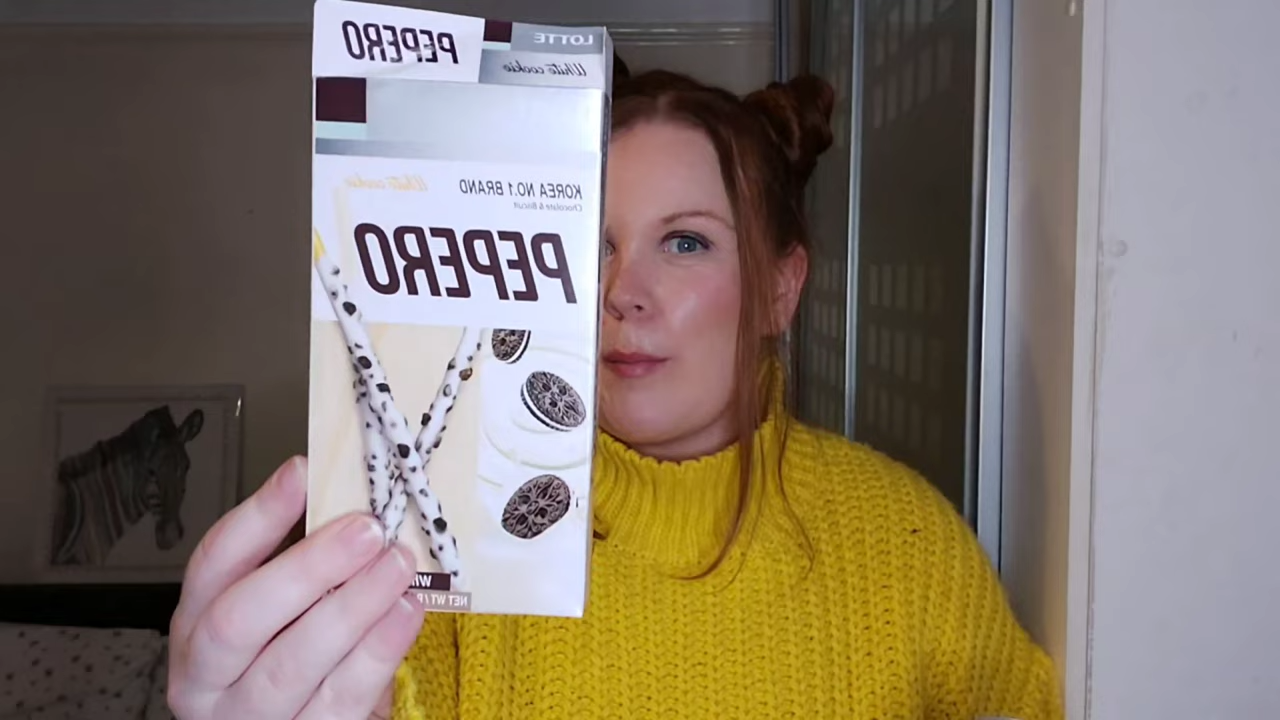 LOTTE
PEPERO
White cookie
KOREA NO.1 BRAND
White cookie
Chocolate & Biscuit
PEPERO
NET WT